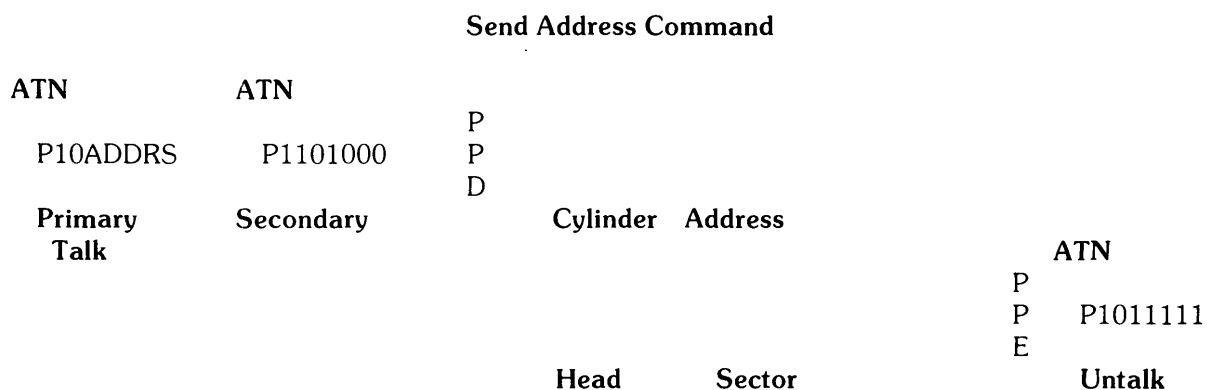 Send Address Command
ATN ATN
P
P10ADDRS P1101000 P
D
Primary Secondary Cylinder Address
Talk ATN
P
P P1011111
E
Head Sector Untalk